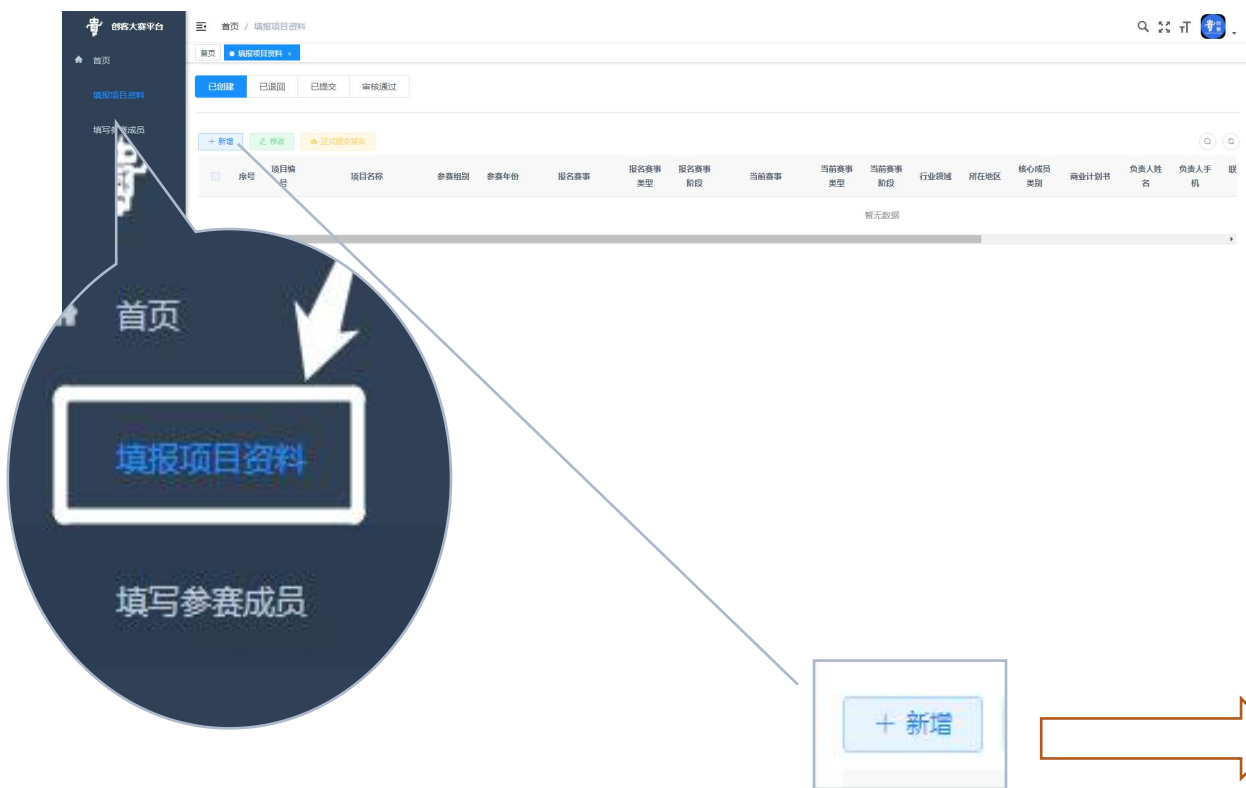 创客大赛平台
首页 / 填报项目资料
首页 填报项目资料 ×
首页
填报项目资料
填写参赛成员
已创建 已退回 已提交 审核通过
+ 新增 修改 正式提交报名
序号 项目编号 项目名称 参赛组别 参赛年份 报名赛事 报名赛事类型 报名赛事阶段 当前赛事 当前赛事类型 当前赛事阶段 行业领域 所在地区 核心成员类别 商业计划书 负责人姓名 负责人手机 联
暂无数据
首页
填报项目资料
填写参赛成员
+ 新增